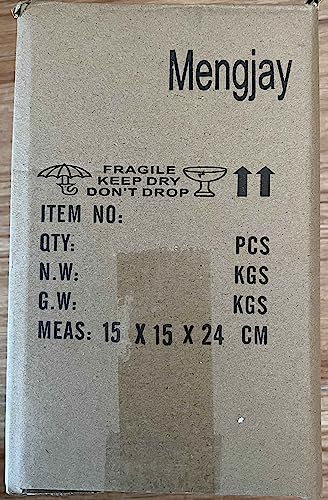 Mengjay
FRAGILE
KEEP DRY
DON'T DROP
ITEM NO:
QTY: PCS
N.W: KGS
G.W: KGS
MEAS: 15 X 15 X 24 CM